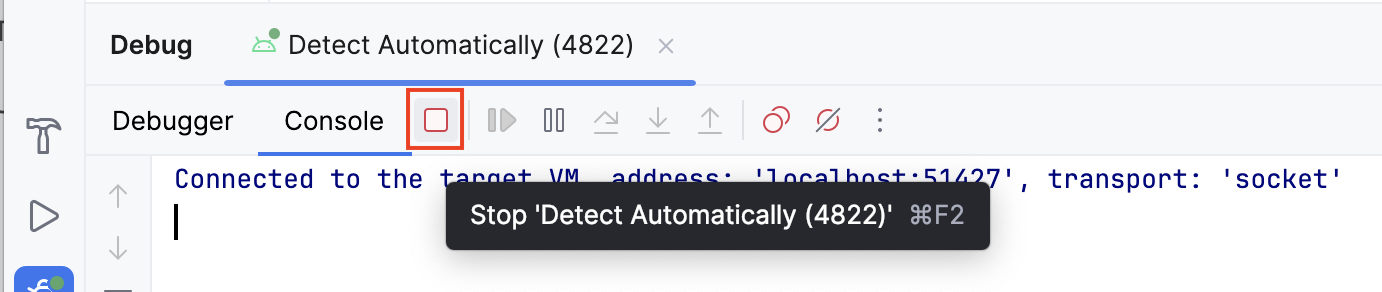 Debug Detect Automatically (4822)
Debugger Console
Connected to the target VM, address: 'localhost:51427', transport: 'socket'
Stop 'Detect Automatically (4822)' ⌘F2